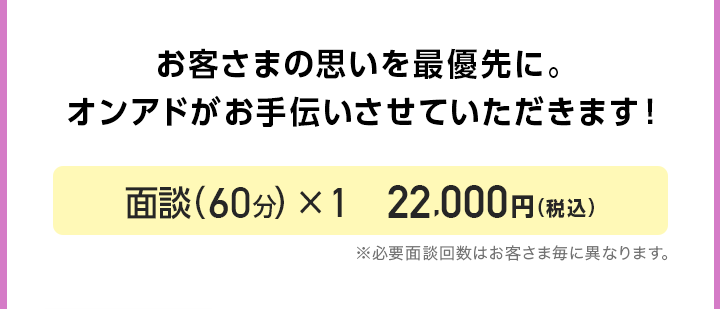 お客さまの思いを最優先に。
オンアドがお手伝いさせていただきます！
面談（60分）×1　22,000円（税込）
※必要面談回数はお客さま毎に異なります。